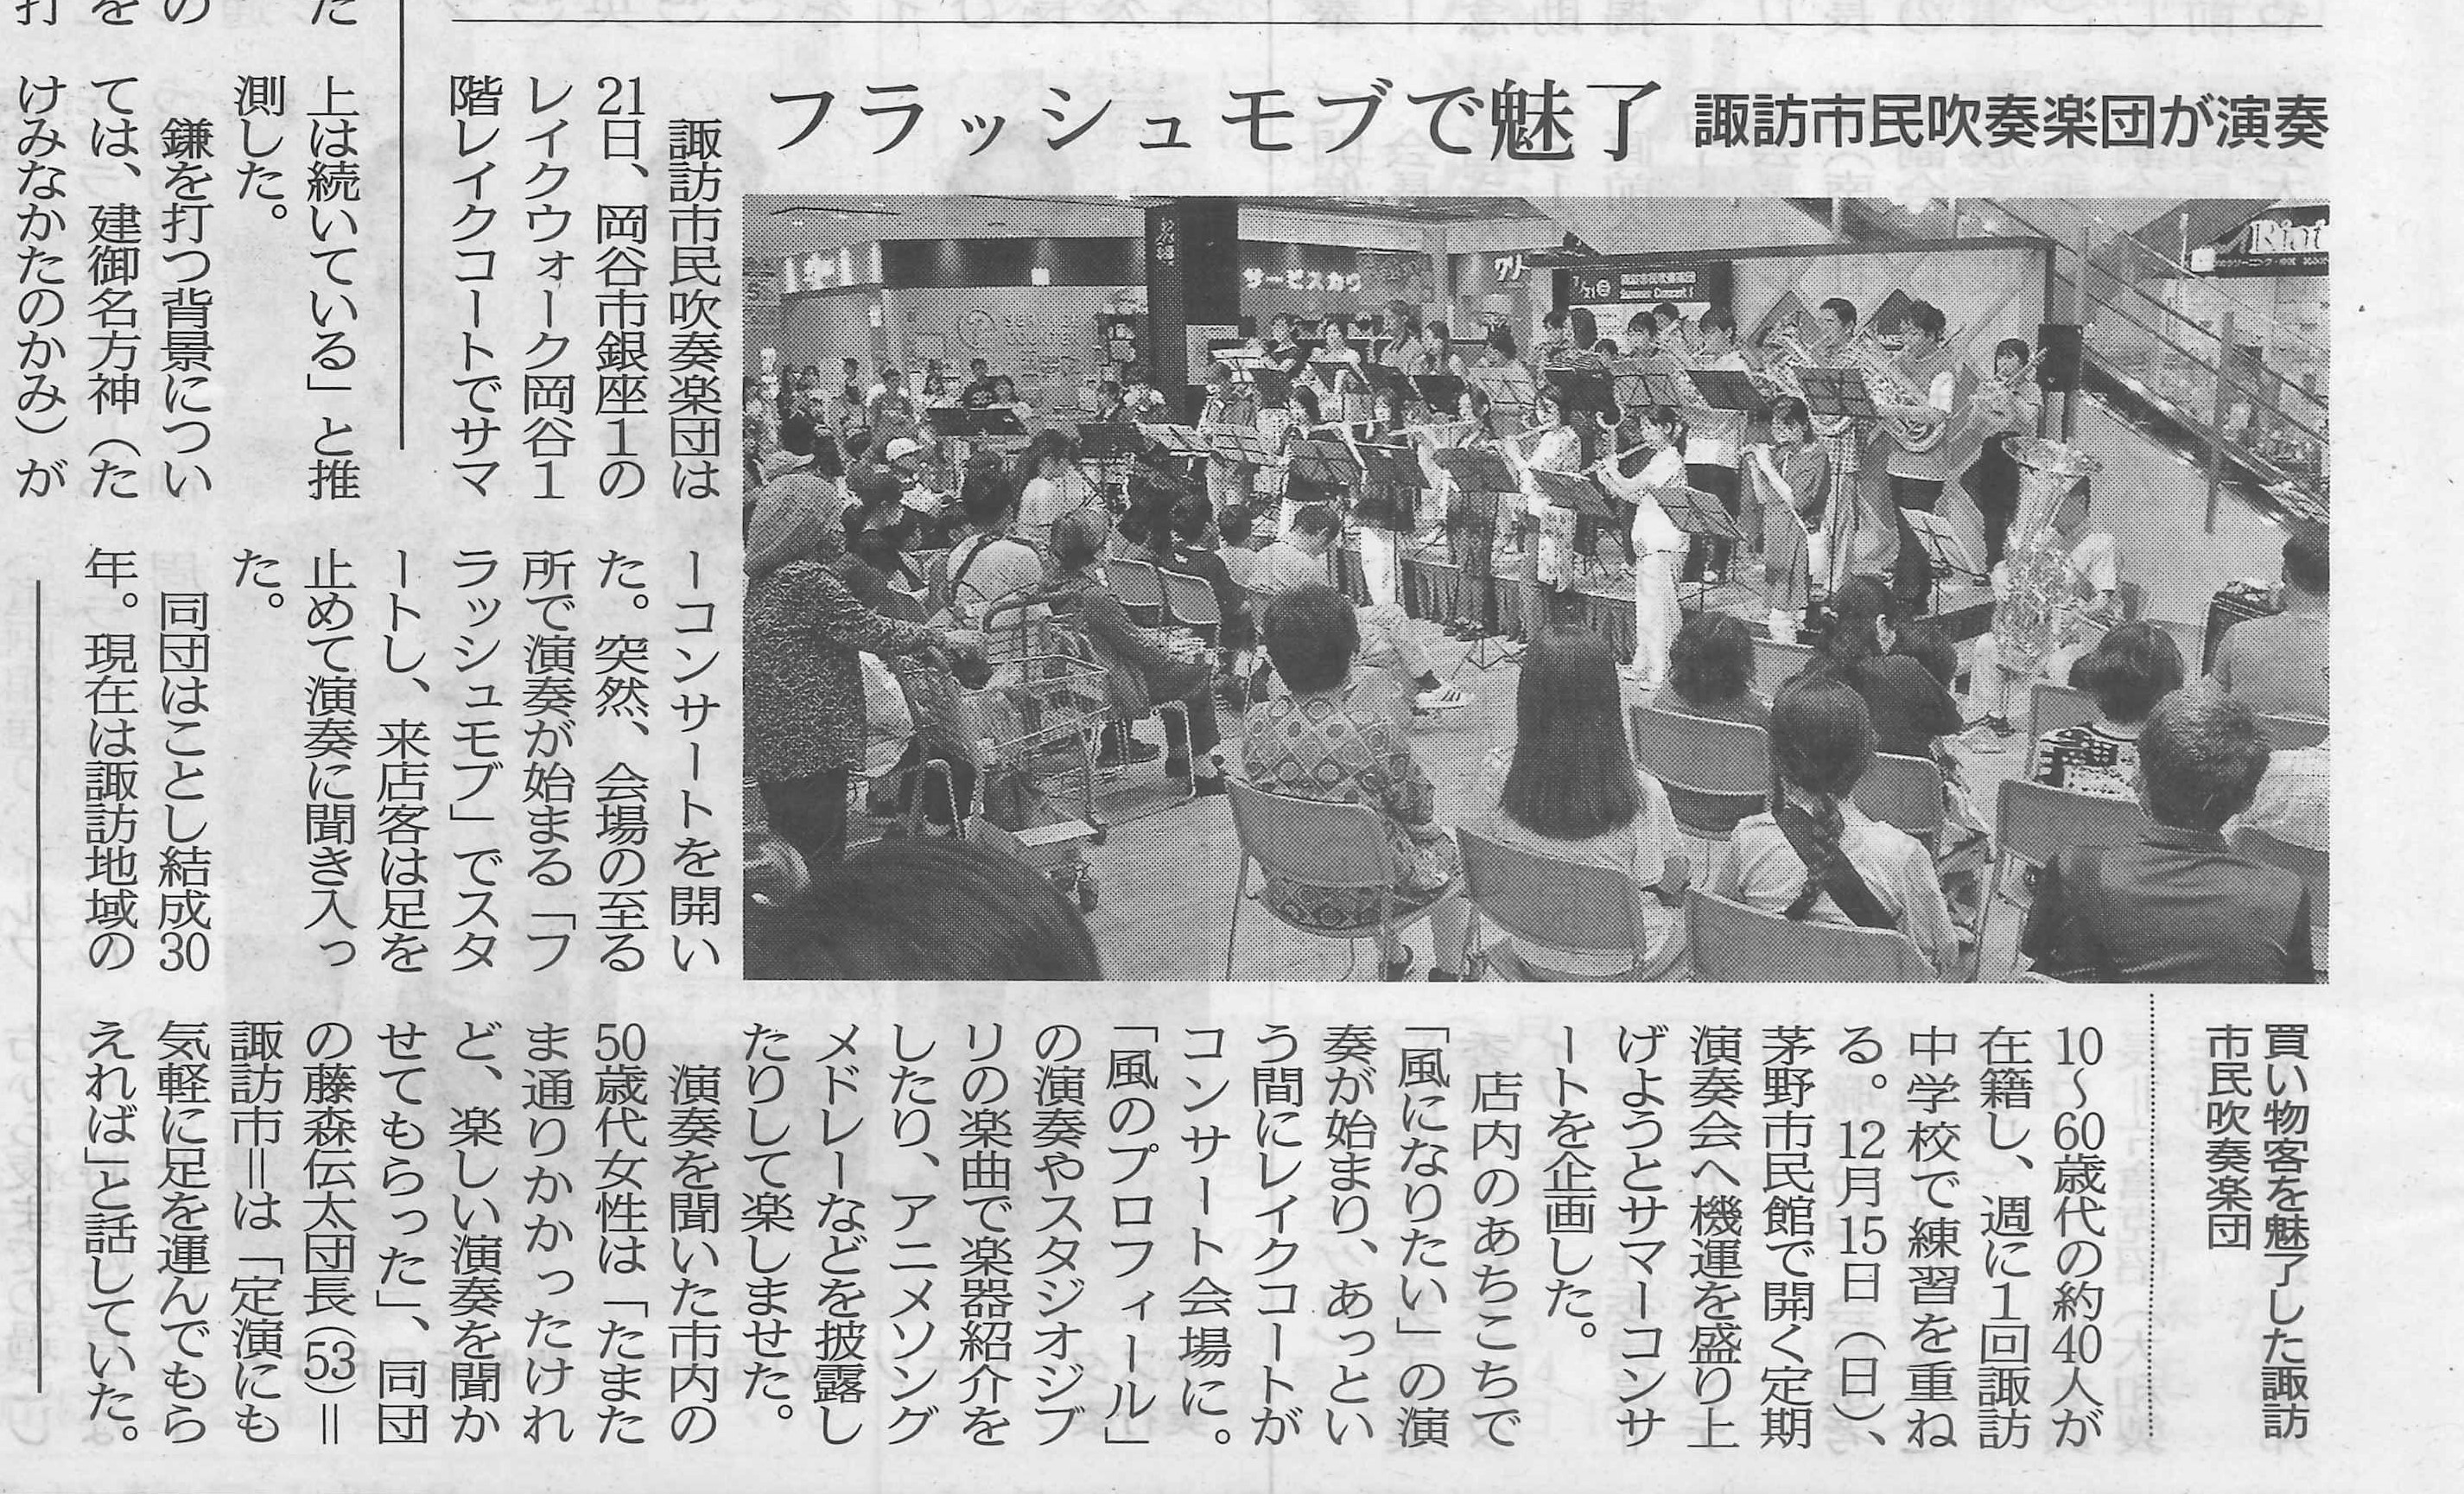 フラッシュモブで魅了 諏訪市民吹奏楽団が演奏
サービスカウ
クリー
7/21
諏訪市民吹奏楽団
Summer Concert
買い物客を魅了した諏訪
市民吹奏楽団
諏訪市民吹奏楽団は
21日、岡谷市銀座１の
レイクウォーク岡谷１
階レイクコートでサマ
ーコンサートを開い
た。突然、会場の至る
所で演奏が始まる「フ
ラッシュモブ」でスタ
ートし、来店客は足を
止めて演奏に聞き入っ
た。
同団はことし結成30
年。現在は諏訪地域の
10～60歳代の約40人が
在籍し、週に１回諏訪
中学校で練習を重ね
る。12月15日（日）、
茅野市民館で開く定期
演奏会へ機運を盛り上
げようとサマーコンサ
ートを企画した。
店内のあちこちで
「風になりたい」の演
奏が始まり、あっとい
う間にレイクコートが
コンサート会場に。
「風のプロフィール」
の演奏やスタジオジブ
リの楽曲で楽器紹介を
したり、アニメソング
メドレーなどを披露し
たりして楽しませた。
演奏を聞いた市内の
50歳代女性は「たまた
ま通りかかったけれ
ど、楽しい演奏を聞か
せてもらった」、同団
の藤森伝太団長(53)＝
諏訪市＝は「定演にも
気軽に足を運んでもら
えれば」と話していた。
上は続いている」と推
測した。
鎌を打つ背景につい
ては、建御名方神（た
けみなかたのかみ）が